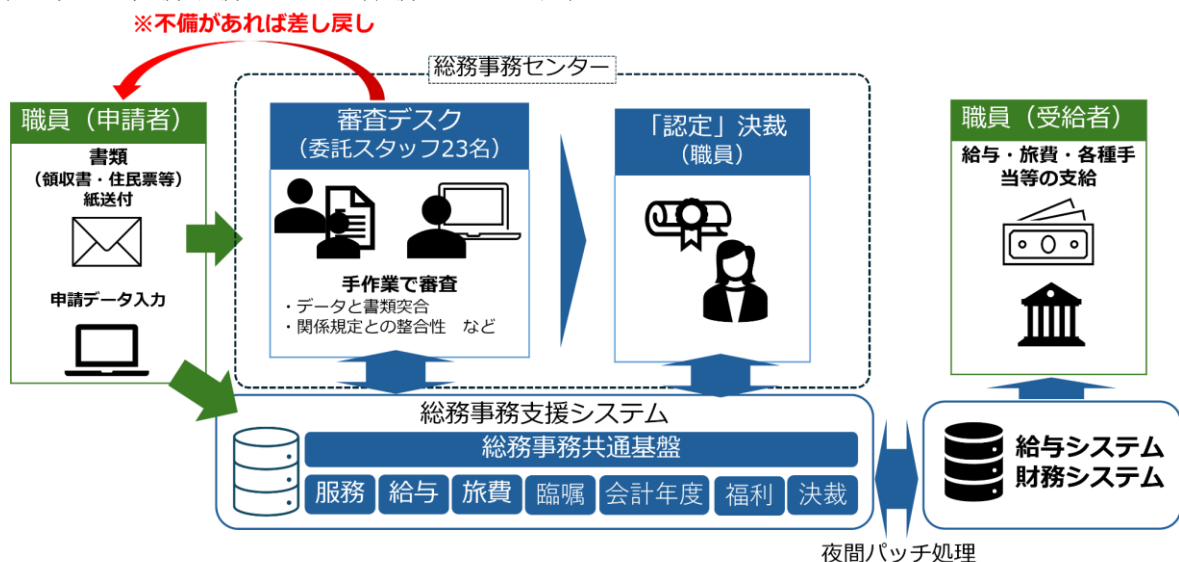 ※不備があれば差し戻し
総務事務センター
職員（申請者）
書類
（領収書・住民票等）
紙送付
申請データ入力
審査デスク
（委託スタッフ23名）
手作業で審査
・データと書類突合
・関係規定との整合性　など
「認定」決裁
（職員）
職員（受給者）
給与・旅費・各種手
当等の支給
総務事務支援システム
総務事務共通基盤
服務
給与
旅費
臨嘱
会計年度
福利
決裁
給与システム
財務システム
夜間パッチ処理